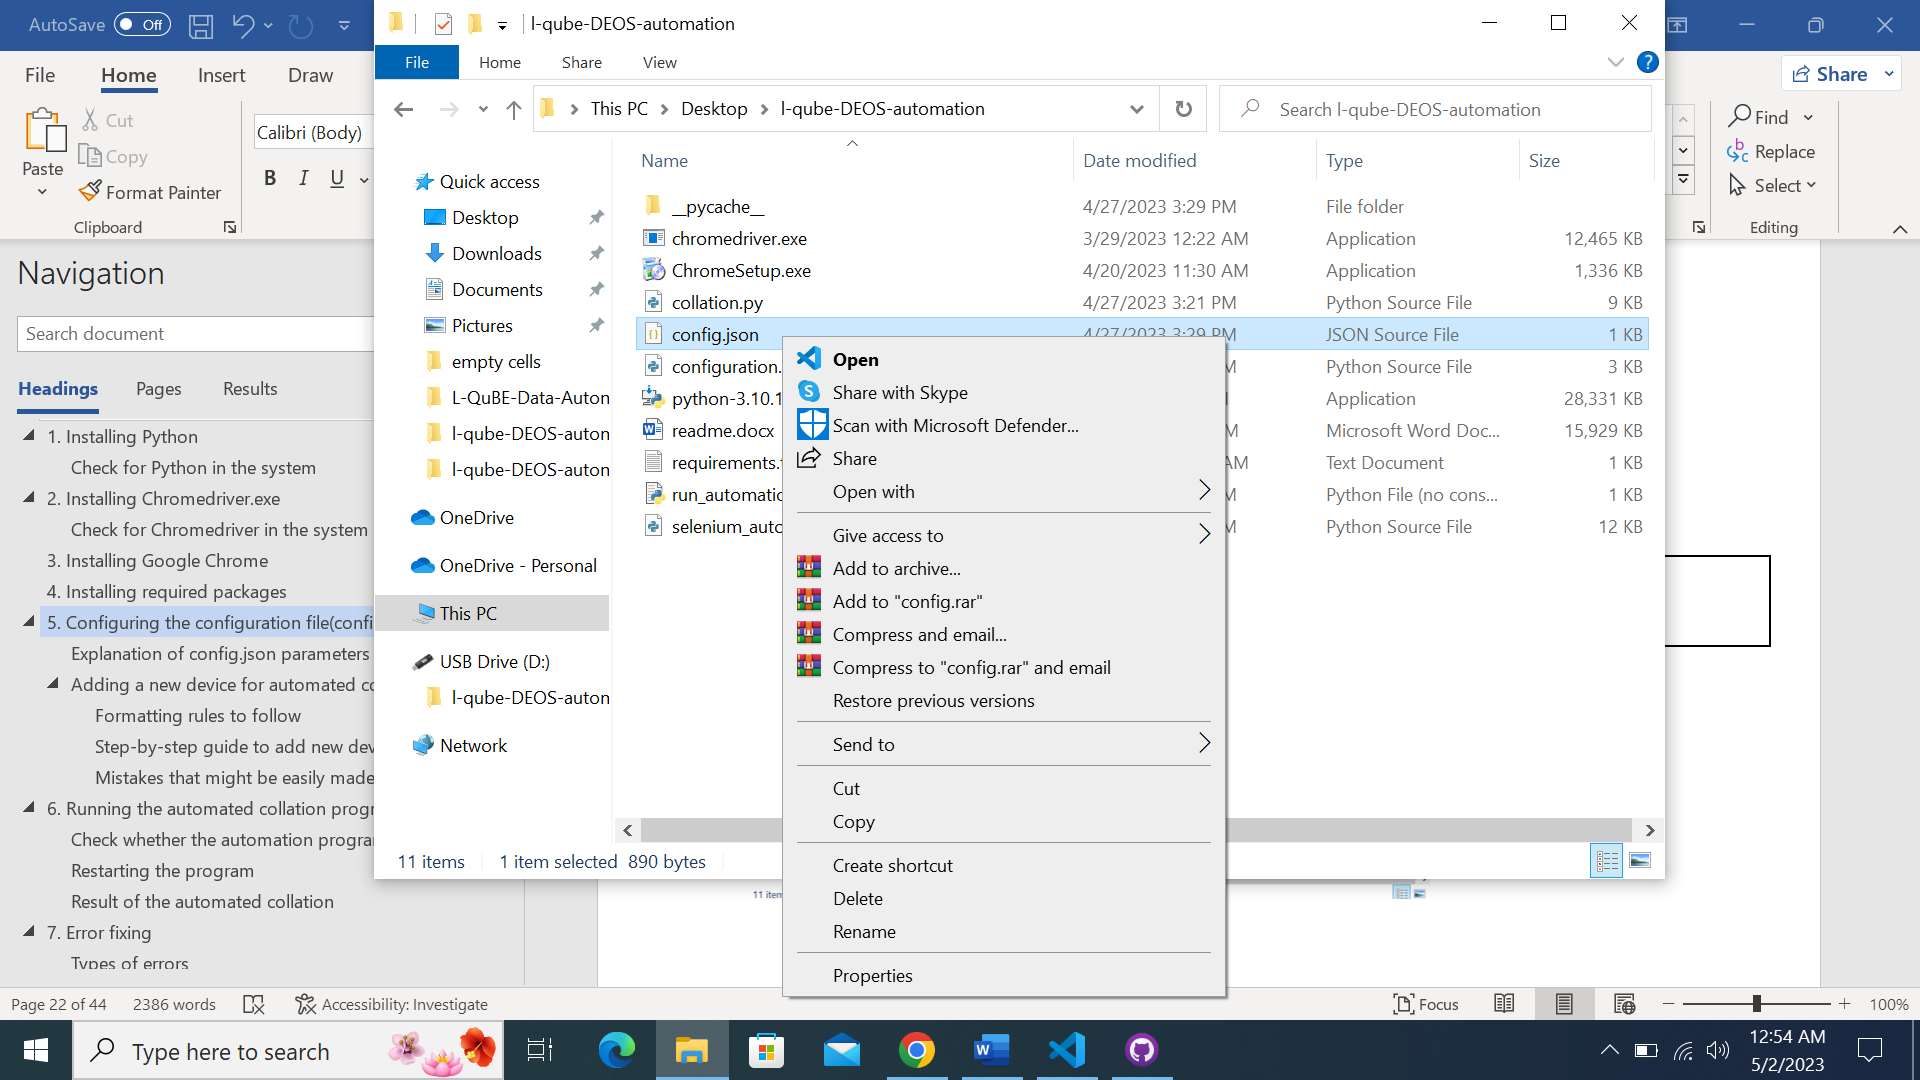 AutoSave Off
File Home Insert Draw
Paste
Cut
Copy
Format Painter
Clipboard
Calibri (Body)
B I U
Share
Find
Replace
Select
Editing
Navigation
Search document
Headings Pages Results
1. Installing Python
Check for Python in the system
2. Installing Chromedriver.exe
Check for Chromedriver in the system
3. Installing Google Chrome
4. Installing required packages
5. Configuring the configuration file(confi
Explanation of config.json parameters
Adding a new device for automated co
Formatting rules to follow
Step-by-step guide to add new dev
Mistakes that might be easily made
6. Running the automated collation progr
Check whether the automation progra
Restarting the program
Result of the automated collation
7. Error fixing
Types of errors
l-qube-DEOS-automation
File Home Share View
?
This PC Desktop l-qube-DEOS-automation
Search l-qube-DEOS-automation
Quick access
Desktop
Downloads
Documents
Pictures
empty cells
L-QuBE-Data-Autom
l-qube-DEOS-autom
l-qube-DEOS-autom
OneDrive
OneDrive - Personal
This PC
USB Drive (D:)
l-qube-DEOS-autom
Network
Name Date modified Type Size
__pycache__ 4/27/2023 3:29 PM File folder
chromedriver.exe 3/29/2023 12:22 AM Application 12,465 KB
ChromeSetup.exe 4/20/2023 11:30 AM Application 1,336 KB
collation.py 4/27/2023 3:21 PM Python Source File 9 KB
config.json 4/27/2023 3:29 PM JSON Source File 1 KB
configuration. M Python Source File 3 KB
python-3.10.1 Application 28,331 KB
readme.docx M Microsoft Word Doc... 15,929 KB
requirements. AM Text Document 1 KB
run_automatic M Python File (no cons... 1 KB
selenium_auto M Python Source File 12 KB
Open
Share with Skype
Scan with Microsoft Defender...
Share
Open with
Give access to
Add to archive...
Add to "config.rar"
Compress and email...
Compress to "config.rar" and email
Restore previous versions
Send to
Cut
Copy
Create shortcut
Delete
Rename
Properties
11 items 1 item selected 890 bytes
11 item
Page 22 of 44 2386 words Accessibility: Investigate
Focus 100%
Type here to search
12:54 AM
5/2/2023